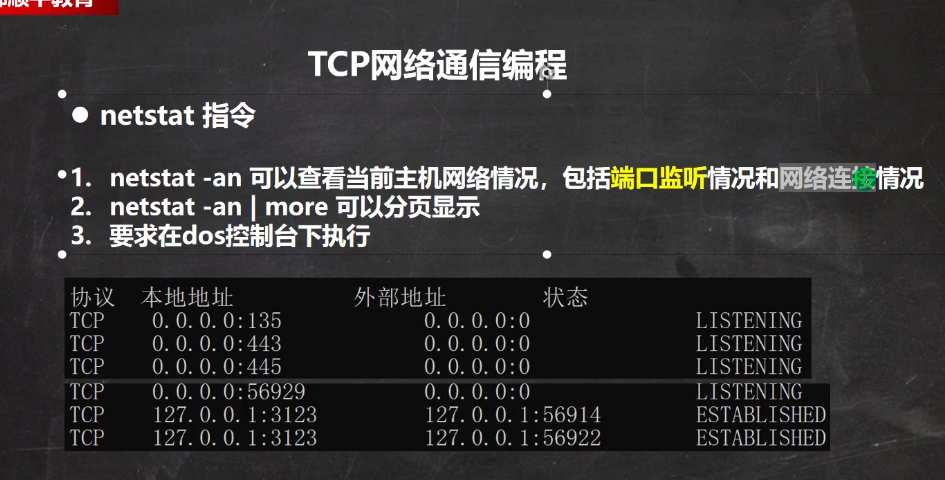 顺平教育
TCP网络通信编程
● netstat 指令
1. netstat -an 可以查看当前主机网络情况，包括端口监听情况和网络连接情况
2. netstat -an | more 可以分页显示
3. 要求在dos控制台下执行
协议 本地地址 外部地址 状态
TCP 0.0.0.0:135 0.0.0.0:0 LISTENING
TCP 0.0.0.0:443 0.0.0.0:0 LISTENING
TCP 0.0.0.0:445 0.0.0.0:0 LISTENING
TCP 0.0.0.0:56929 0.0.0.0:0 LISTENING
TCP 127.0.0.1:3123 127.0.0.1:56914 ESTABLISHED
TCP 127.0.0.1:3123 127.0.0.1:56922 ESTABLISHED